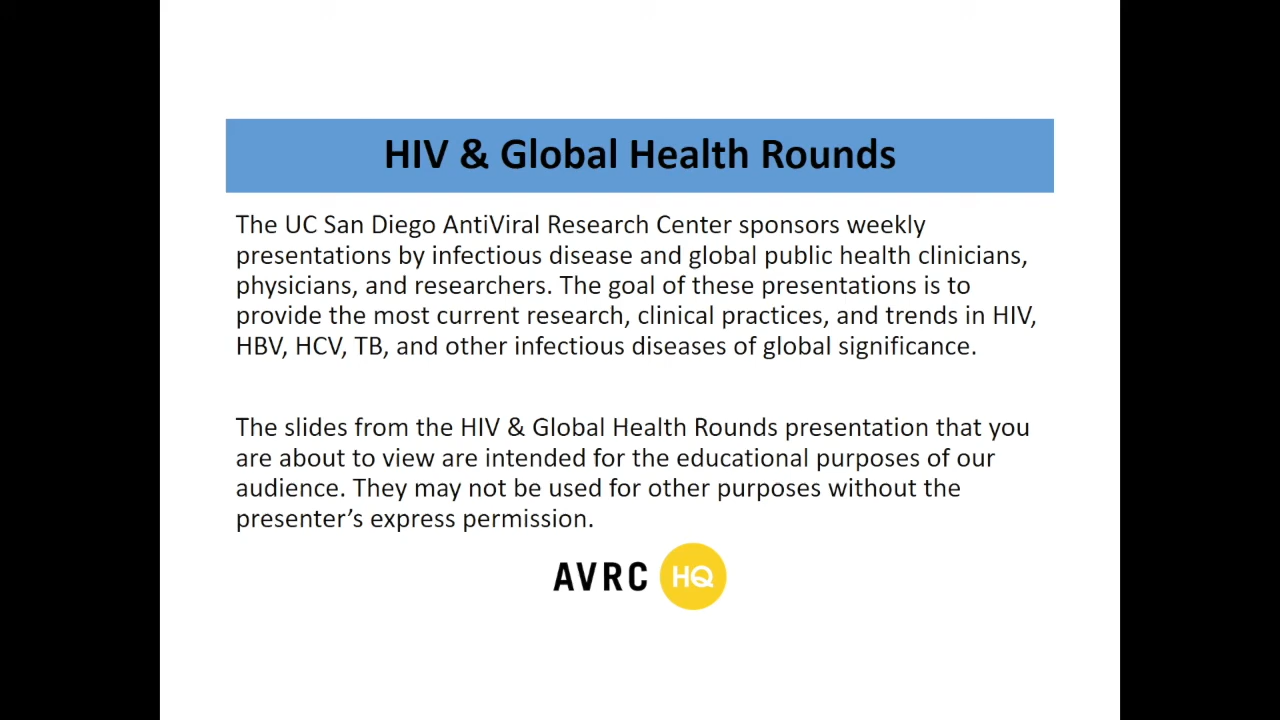 HIV & Global Health Rounds
The UC San Diego AntiViral Research Center sponsors weekly
presentations by infectious disease and global public health clinicians,
physicians, and researchers. The goal of these presentations is to
provide the most current research, clinical practices, and trends in HIV,
HBV, HCV, TB, and other infectious diseases of global significance.
The slides from the HIV & Global Health Rounds presentation that you
are about to view are intended for the educational purposes of our
audience. They may not be used for other purposes without the
presenter’s express permission.
AVRC HQ